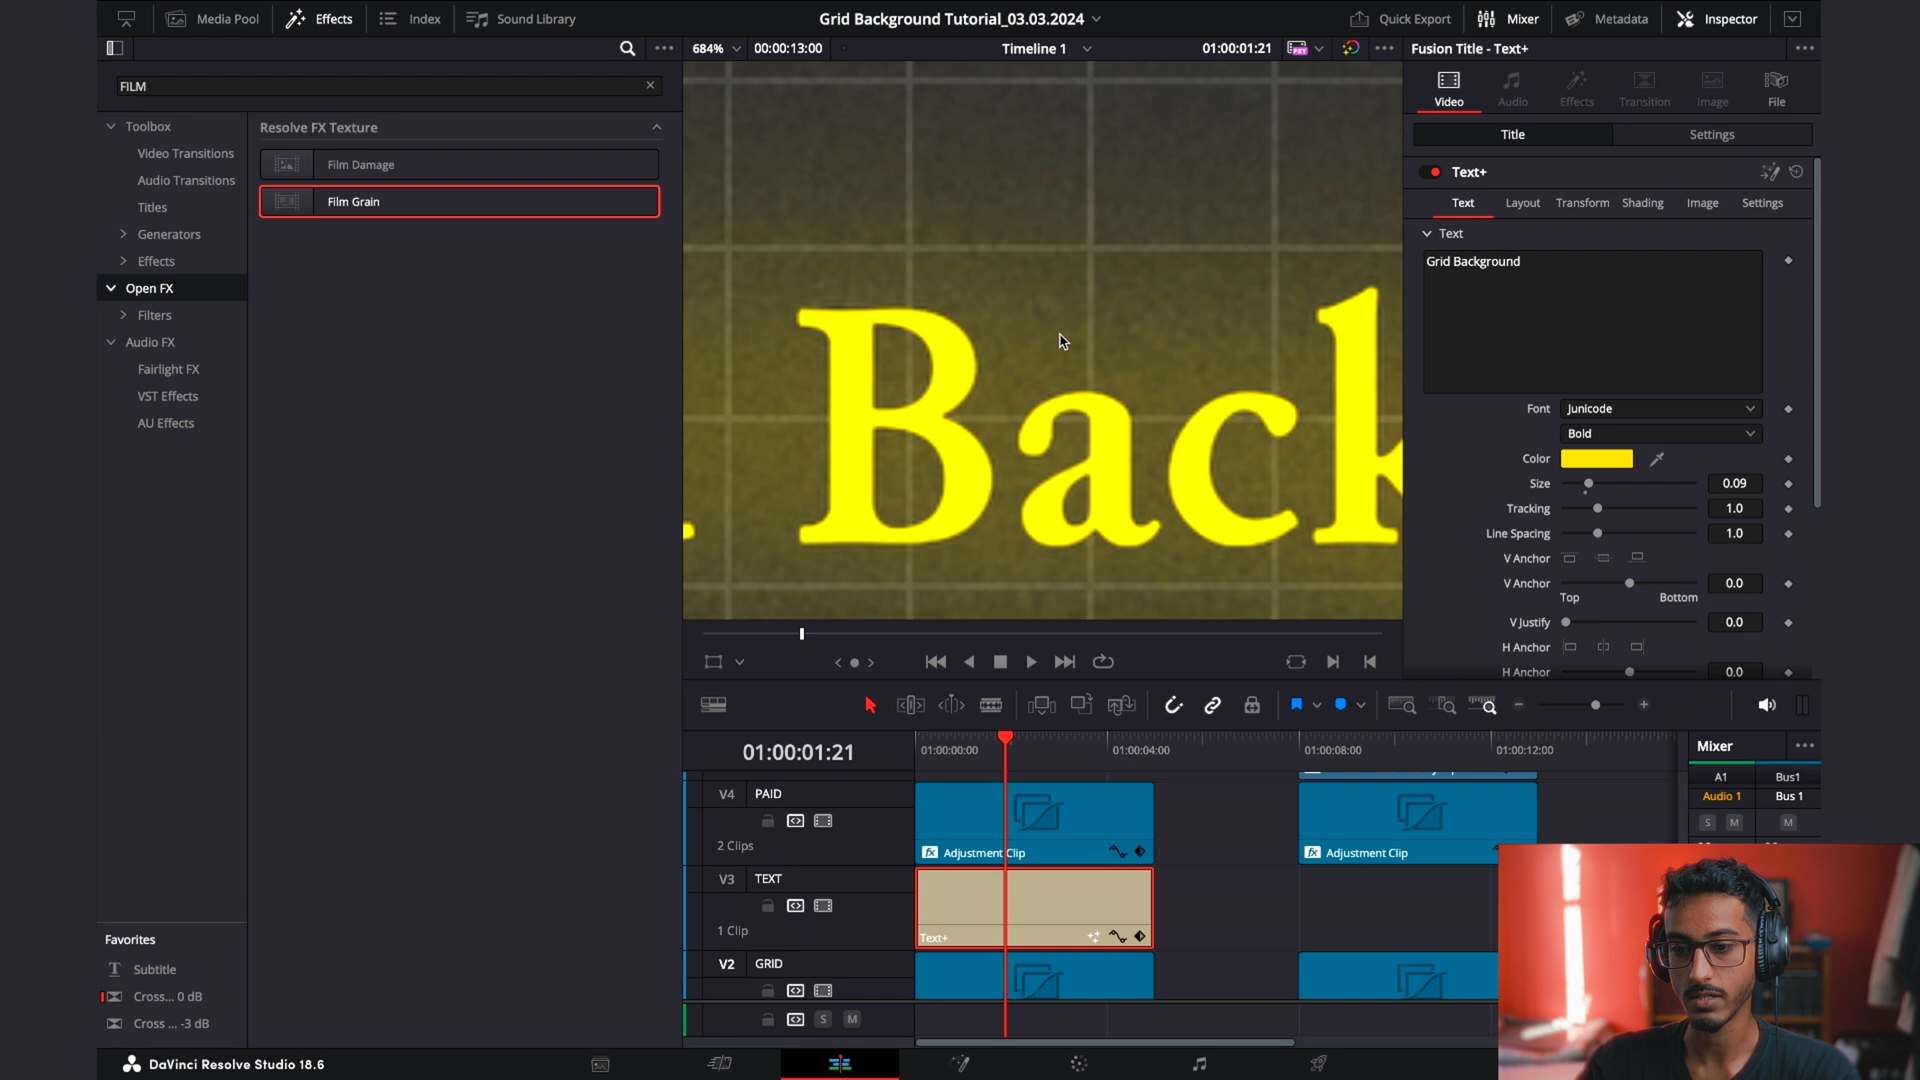 Media Pool
Effects
Index
Sound Library
Grid Background Tutorial_03.03.2024
Quick Export
Mixer
Metadata
Inspector
684%
00:00:13:00
Timeline 1
01:00:01:21
Fusion Title - Text+
FILM
Video
Audio
Effects
Transition
Image
File
Toolbox
Video Transitions
Audio Transitions
Titles
Generators
Effects
Open FX
Filters
Audio FX
Fairlight FX
VST Effects
AU Effects
Resolve FX Texture
Film Damage
Film Grain
Back
Title
Settings
Text+
Text
Layout
Transform
Shading
Image
Settings
Text
Grid Background
Font
Junicode
Bold
Color
Size
0.09
Tracking
1.0
Line Spacing
1.0
V Anchor
V Anchor
0.0
Top
Bottom
V Justify
0.0
H Anchor
H Anchor
0.0
01:00:01:21
01:00:00:00
01:00:04:00
01:00:08:00
01:00:12:00
Mixer
A1
Bus1
Audio 1
Bus 1
S
M
M
V4
PAID
2 Clips
Adjustment Clip
Adjustment Clip
V3
TEXT
1 Clip
Text+
V2
GRID
S
M
Favorites
Subtitle
Cross... 0 dB
Cross ... -3 dB
DaVinci Resolve Studio 18.6